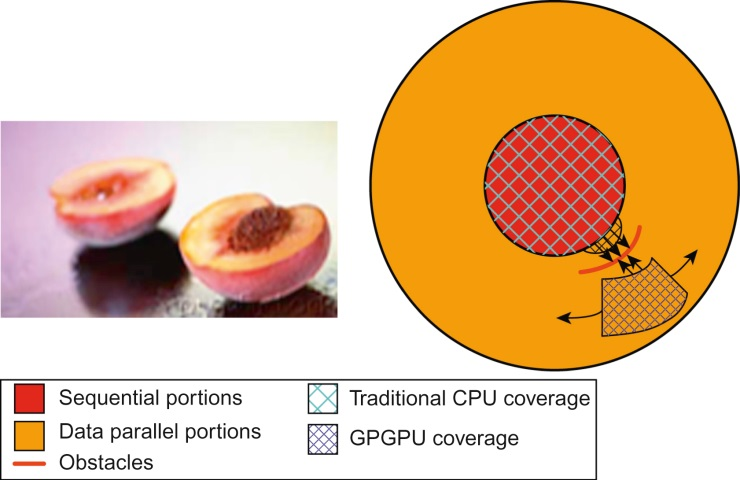 Sequential portions
Data parallel portions
Obstacles
Traditional CPU coverage
GPGPU coverage